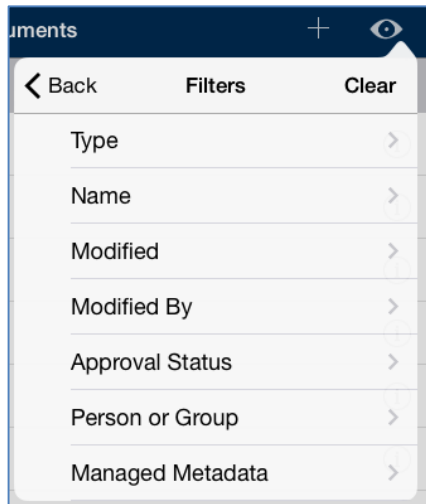 uments
Back Filters Clear
Type
Name
Modified
Modified By
Approval Status
Person or Group
Managed Metadata